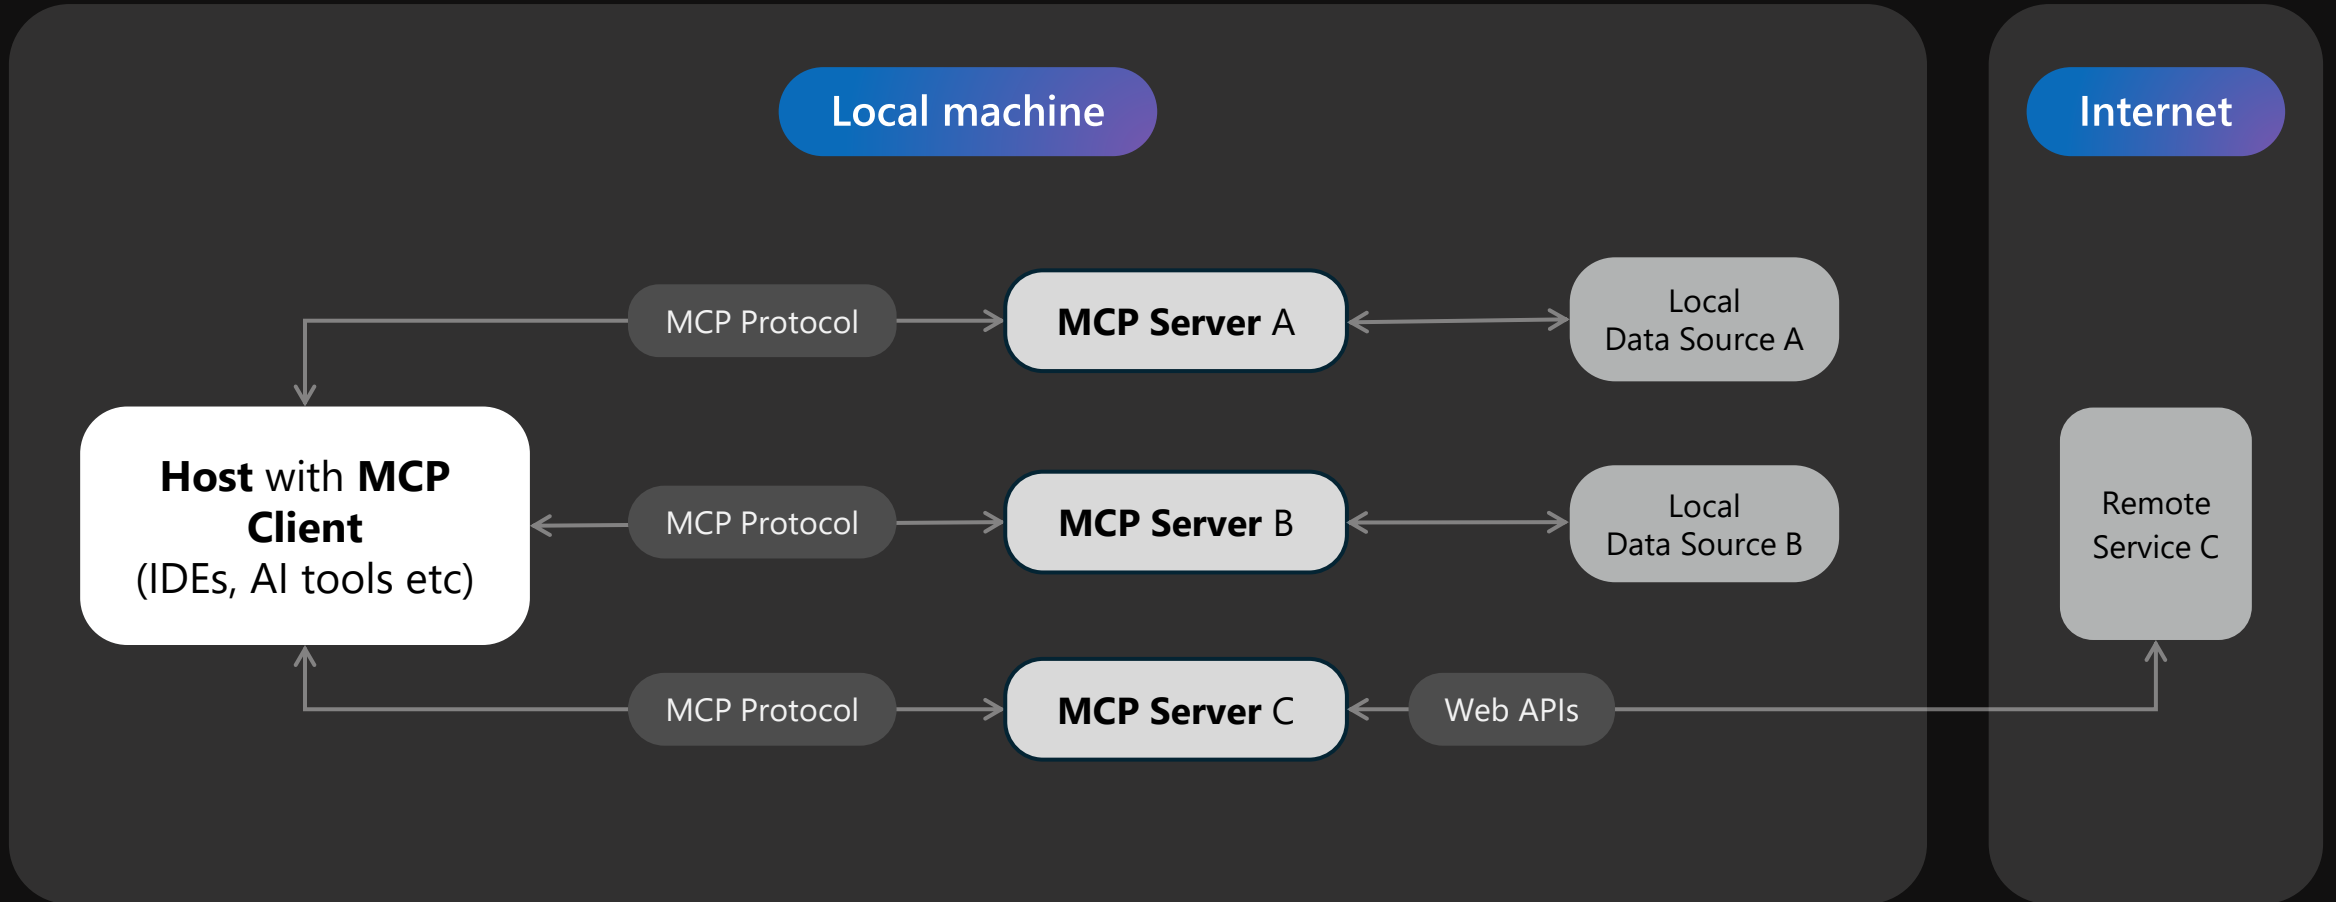 Local machine
Internet
MCP Protocol
MCP Server A
Local
Data Source A
Host with MCP
Client
(IDEs, AI tools etc)
MCP Protocol
MCP Server B
Local
Data Source B
Remote
Service C
MCP Protocol
MCP Server C
Web APIs